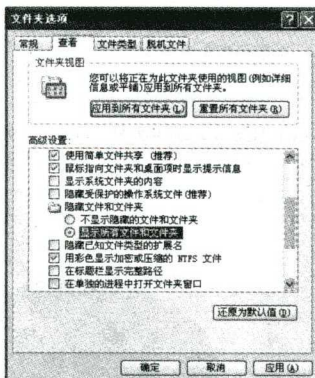 文件夹选项
常规 查看 文件类型 脱机文件
文件夹视图
您可以将正在为此文件夹使用的视图(例如详细
信息或平铺)应用到所有文件夹。
应用到所有文件夹(L) 重置所有文件夹(R)
高级设置:
使用简单文件共享 (推荐)
鼠标指向文件夹和桌面项时显示提示信息
显示系统文件夹的内容
隐藏受保护的操作系统文件(推荐)
隐藏文件和文件夹
不显示隐藏的文件和文件夹
显示所有文件和文件夹
隐藏已知文件类型的扩展名
用彩色显示加密或压缩的 NTFS 文件
在标题栏显示完整路径
在单独的进程中打开文件夹窗口
还原为默认值(D)
确定 取消 应用(A)